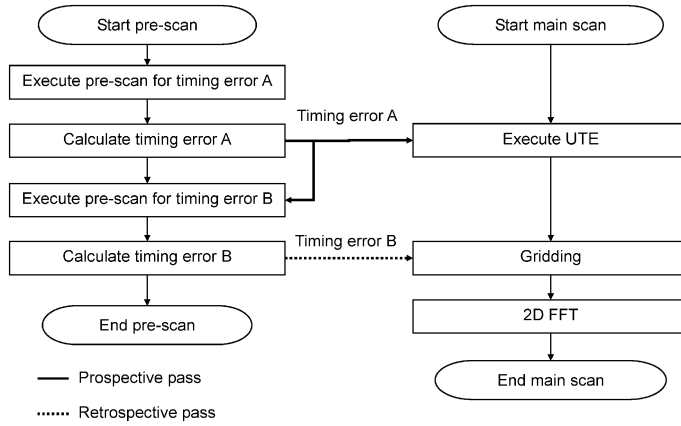 Start pre-scan
Execute pre-scan for timing error A
Calculate timing error A
Execute pre-scan for timing error B
Calculate timing error B
End pre-scan
Timing error A
Timing error B
Start main scan
Execute UTE
Gridding
2D FFT
End main scan
Prospective pass
Retrospective pass